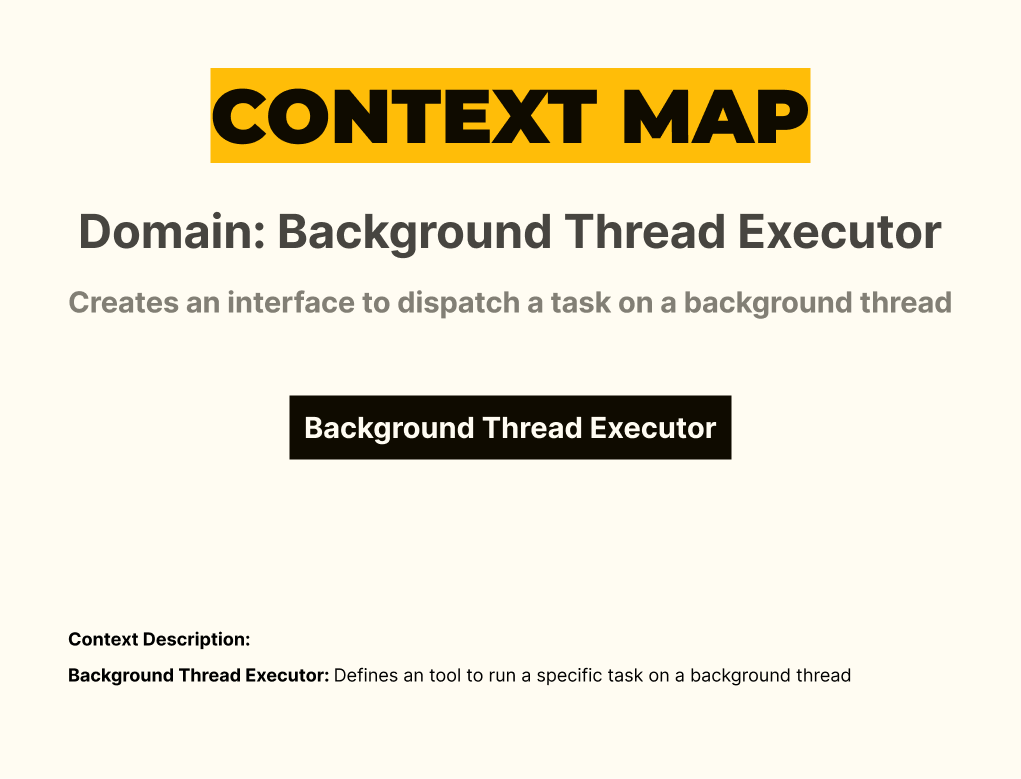 CONTEXT MAP
Domain: Background Thread Executor
Creates an interface to dispatch a task on a background thread
Background Thread Executor
Context Description:
Background Thread Executor: Defines an tool to run a specific task on a background thread